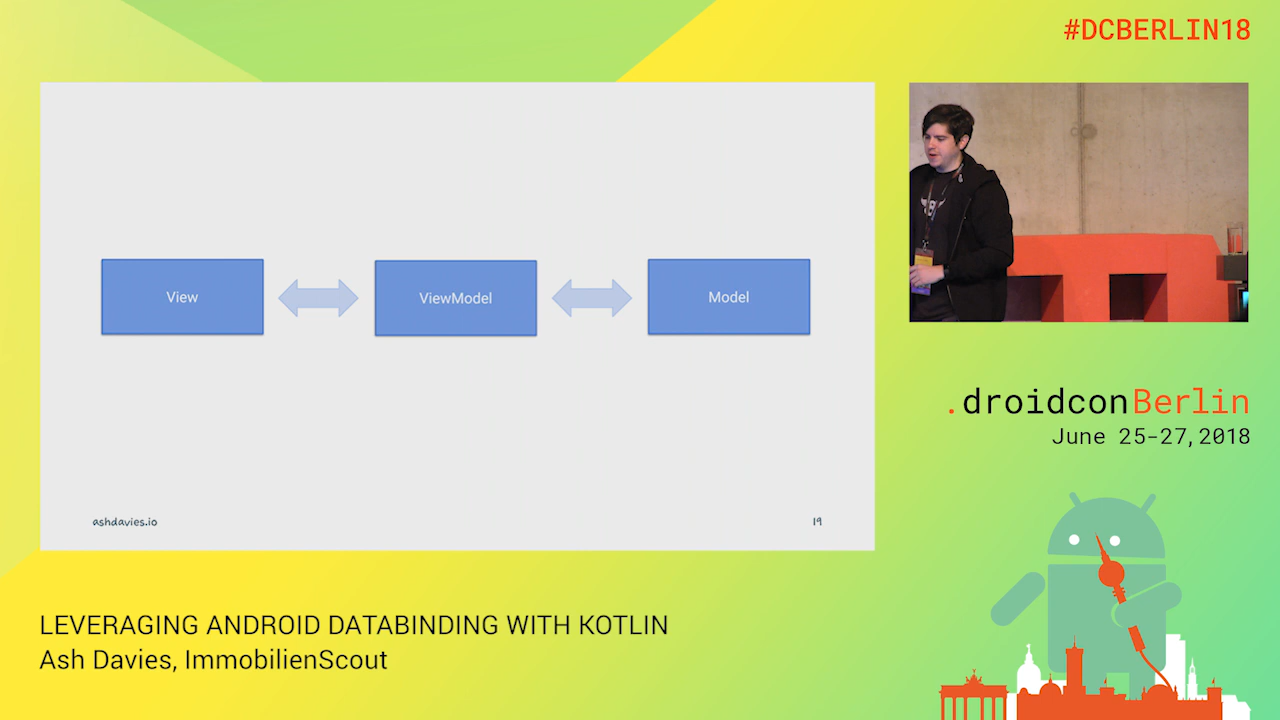 #DCBERLIN18
View
ViewModel
Model
ashdavies.io
19
.droidconBerlin
June 25-27,2018
LEVERAGING ANDROID DATABINDING WITH KOTLIN
Ash Davies, ImmobilienScout